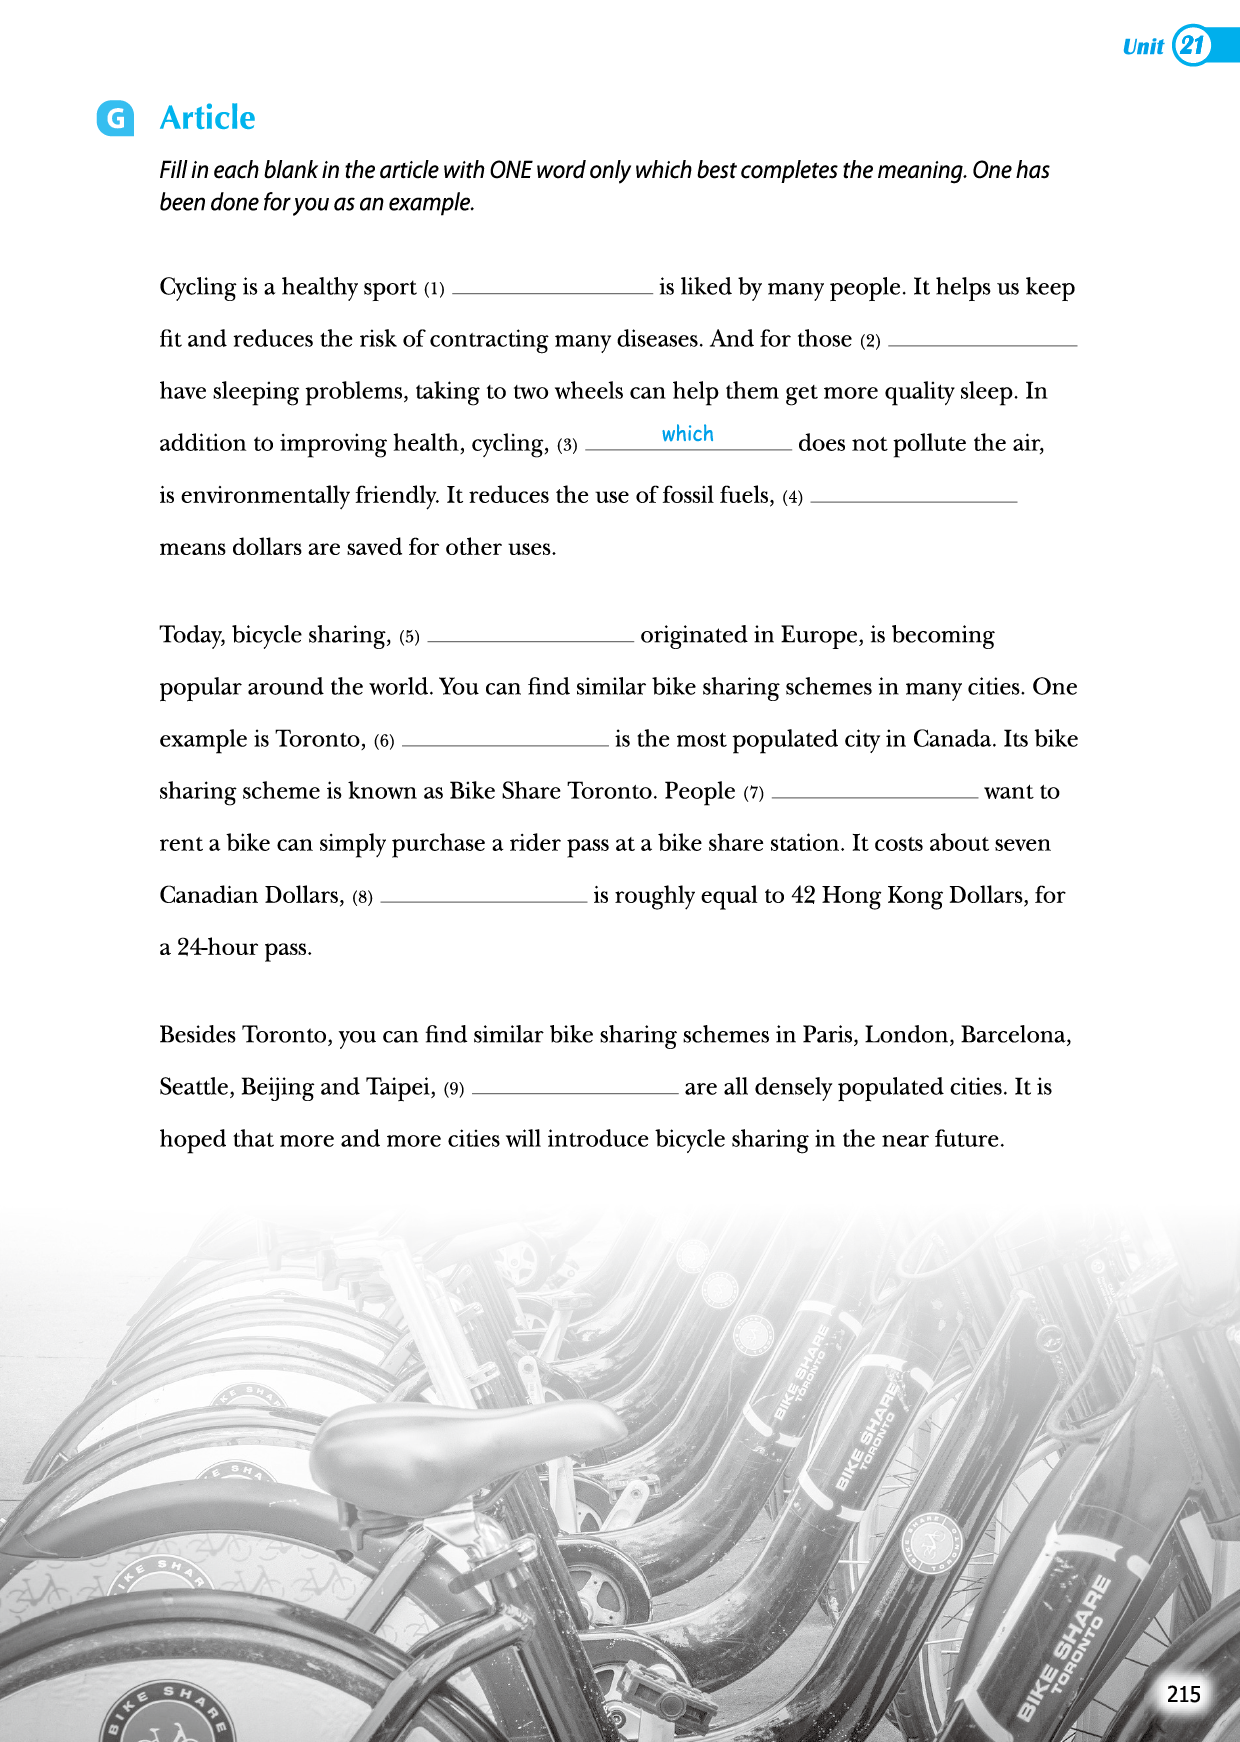 Unit 21
G Article
Fill in each blank in the article with ONE word only which best completes the meaning. One has
been done for you as an example.
Cycling is a healthy sport (1) ____________ is liked by many people. It helps us keep
fit and reduces the risk of contracting many diseases. And for those (2) ____________
have sleeping problems, taking to two wheels can help them get more quality sleep. In
addition to improving health, cycling, (3) which does not pollute the air,
is environmentally friendly. It reduces the use of fossil fuels, (4) ____________
means dollars are saved for other uses.
Today, bicycle sharing, (5) ____________ originated in Europe, is becoming
popular around the world. You can find similar bike sharing schemes in many cities. One
example is Toronto, (6) ____________ is the most populated city in Canada. Its bike
sharing scheme is known as Bike Share Toronto. People (7) ____________ want to
rent a bike can simply purchase a rider pass at a bike share station. It costs about seven
Canadian Dollars, (8) ____________ is roughly equal to 42 Hong Kong Dollars, for
a 24-hour pass.
Besides Toronto, you can find similar bike sharing schemes in Paris, London, Barcelona,
Seattle, Beijing and Taipei, (9) ____________ are all densely populated cities. It is
hoped that more and more cities will introduce bicycle sharing in the near future.
BIKE SHARE
TORONTO
BIKE SHARE
TORONTO
BIKE SHARE
TORONTO
BIKE SHARE
215